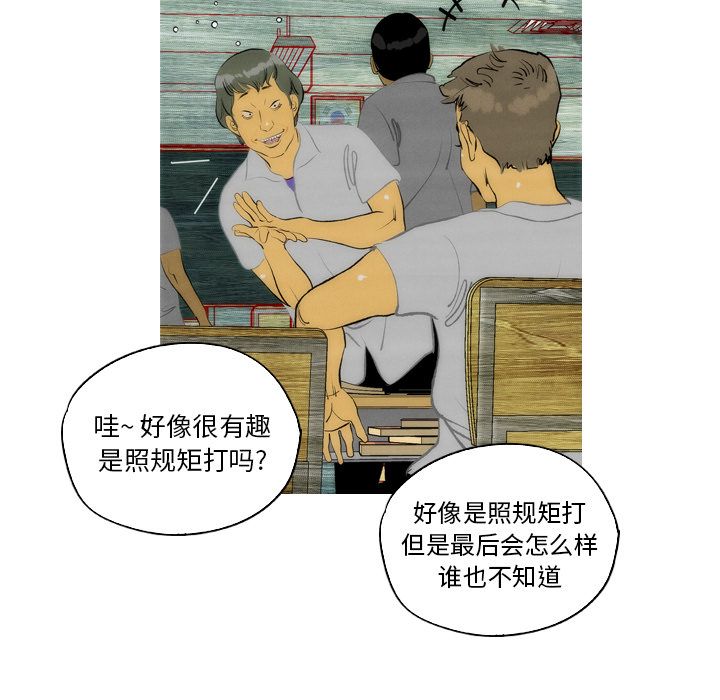 哇~好像很有趣
是照规矩打吗?
好像是照规矩打
但是最后会怎么样
谁也不知道